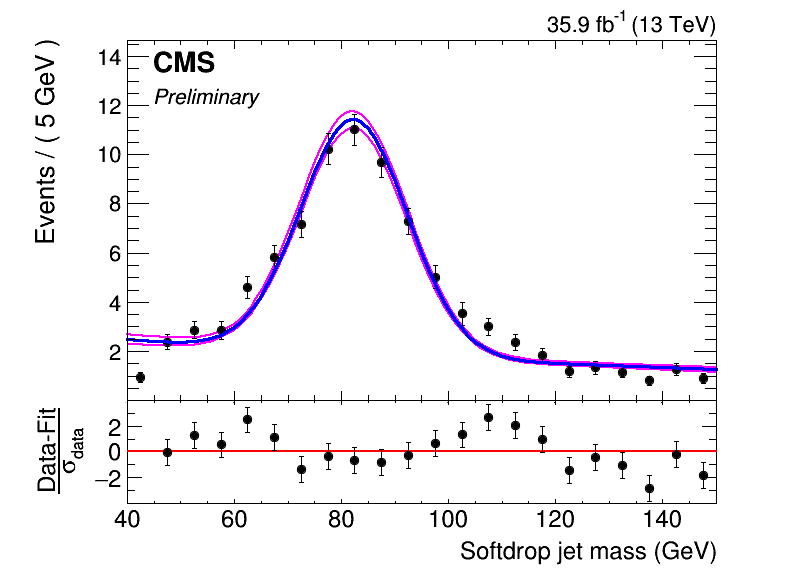 35.9 fb⁻¹ (13 TeV)
CMS
Preliminary
Events / ( 5 GeV )
14
12
10
8
6
4
2
Data-Fit
σ_data
2
0
−2
40 60 80 100 120 140
Softdrop jet mass (GeV)